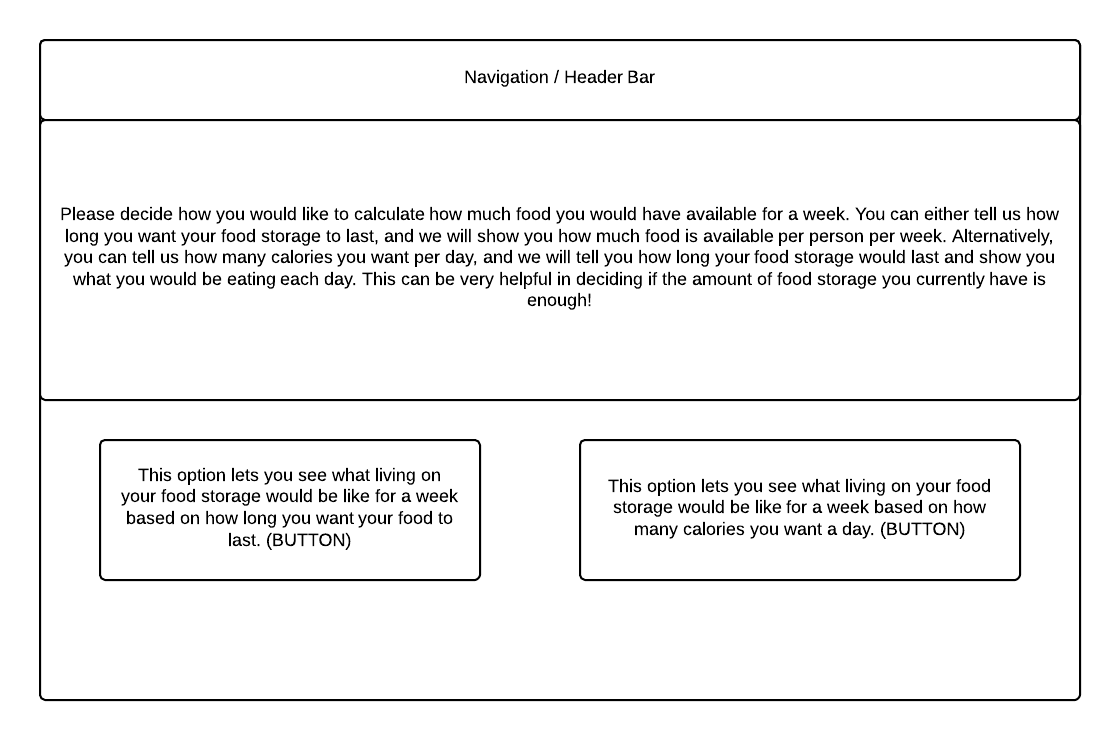 Navigation / Header Bar
Please decide how you would like to calculate how much food you would have available for a week. You can either tell us how
long you want your food storage to last, and we will show you how much food is available per person per week. Alternatively,
you can tell us how many calories you want per day, and we will tell you how long your food storage would last and show you
what you would be eating each day. This can be very helpful in deciding if the amount of food storage you currently have is
enough!
This option lets you see what living on
your food storage would be like for a week
based on how long you want your food to
last. (BUTTON)
This option lets you see what living on your food
storage would be like for a week based on how
many calories you want a day. (BUTTON)